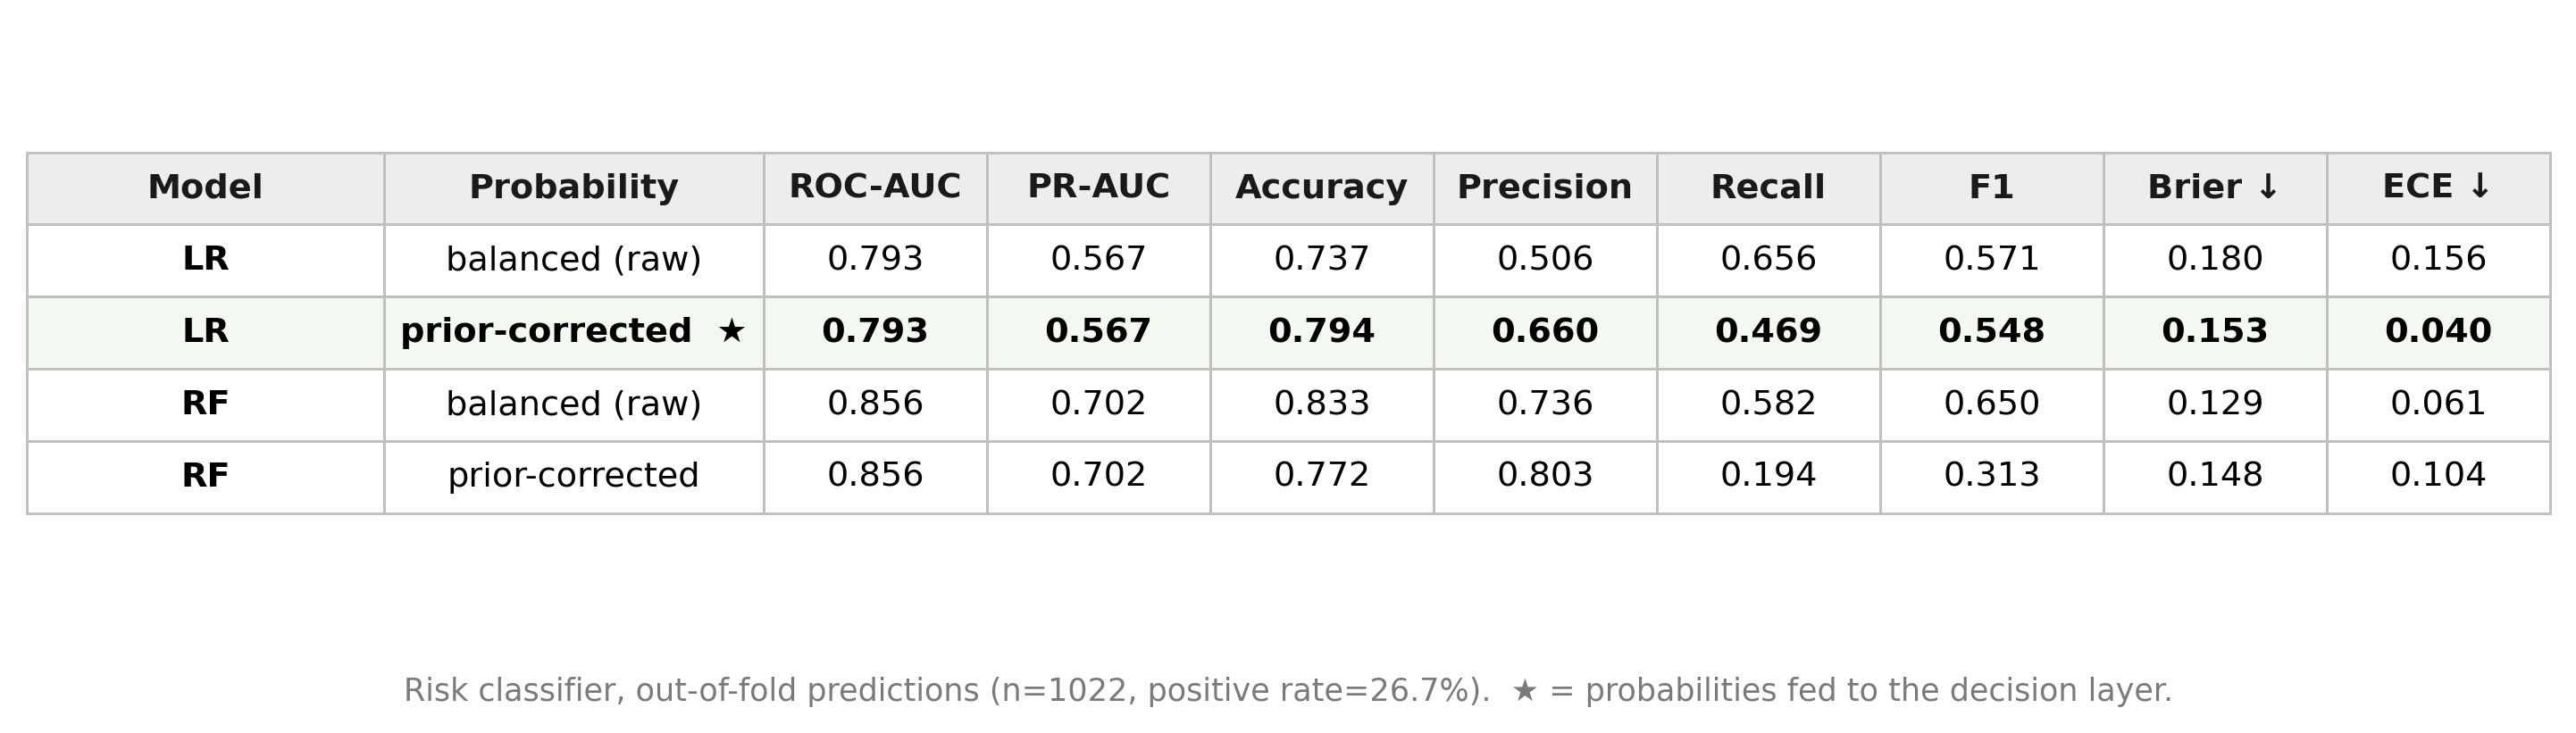 Model Probability ROC-AUC PR-AUC Accuracy Precision Recall F1 Brier ↓ ECE ↓
LR balanced (raw) 0.793 0.567 0.737 0.506 0.656 0.571 0.180 0.156
LR prior-corrected ★ 0.793 0.567 0.794 0.660 0.469 0.548 0.153 0.040
RF balanced (raw) 0.856 0.702 0.833 0.736 0.582 0.650 0.129 0.061
RF prior-corrected 0.856 0.702 0.772 0.803 0.194 0.313 0.148 0.104
Risk classifier, out-of-fold predictions (n=1022, positive rate=26.7%). ★ = probabilities fed to the decision layer.